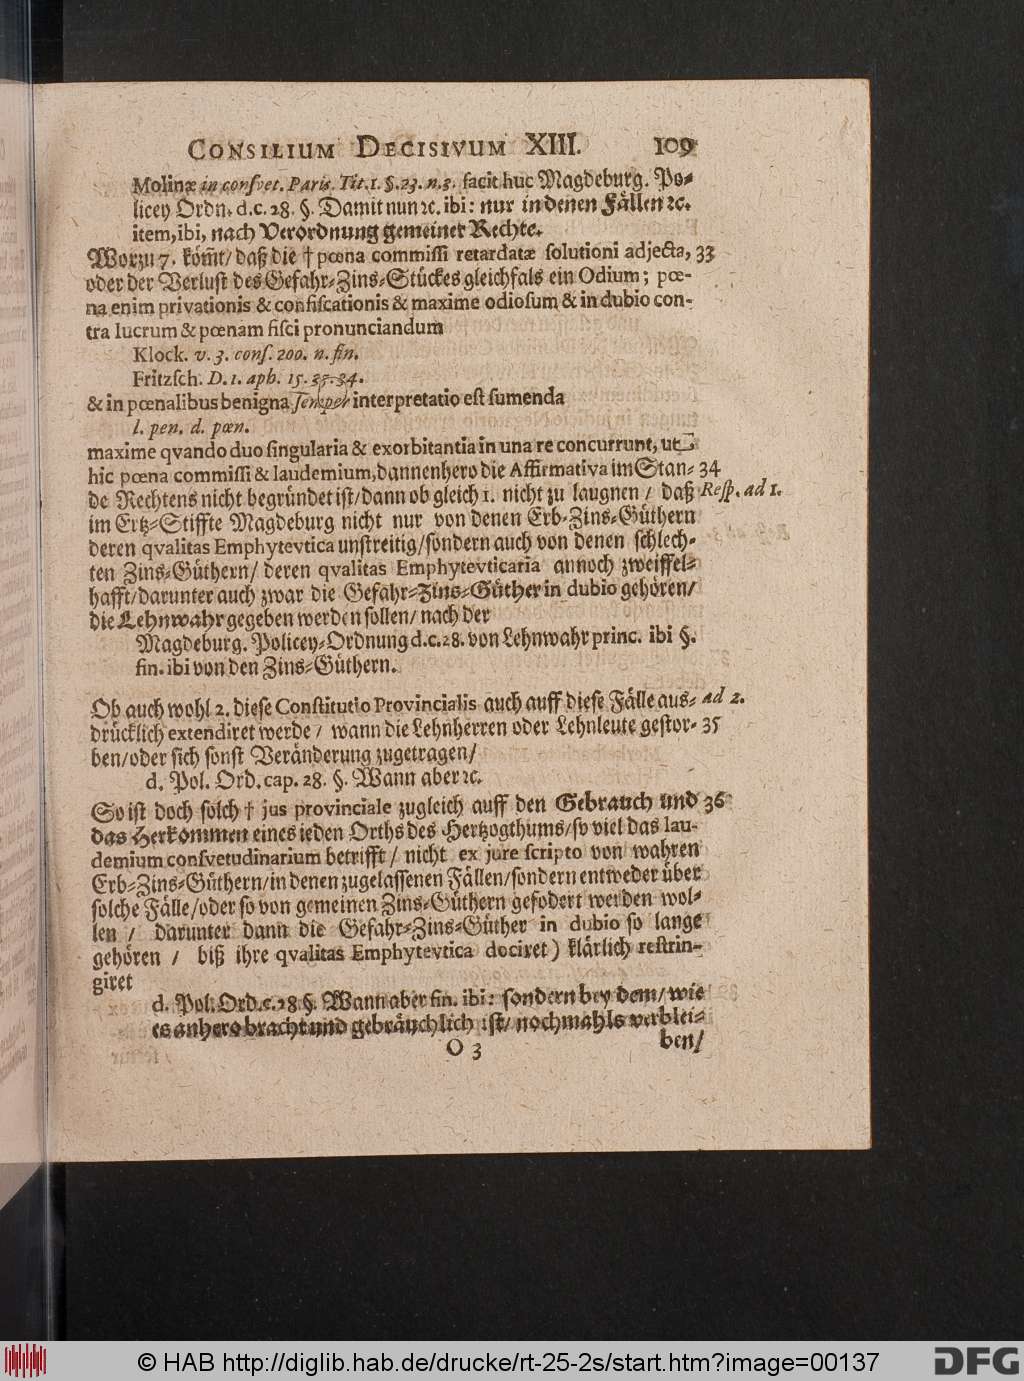 CONSILIUM DECISIVUM XIII. 109
Molinæ in consvet. Paris. Tit. 1. §. 23. n. 3. facit huc Magdeburg. Po-
licey Ordn. d. c. 28. §. Damit nun ꝛc. ibi: nur in denen Fällen ꝛc.
item, ibi, nach Verordnung gemeiner Rechte.
Worzu 7. köm̃t/ daß die † pœna commissi retardatæ solutioni adjecta, 33
oder der Verlust des Gefahr-Zins-Stückes gleichfals ein Odium; pœ-
na enim privationis & confiscationis & maxime odiosum & in dubio con-
tra lucrum & pœnam fisci pronunciandum
Klock. v. 3. cons. 200. n. fin.
Fritzsch. D. 1. aph. 15. 33. 34.
& in pœnalibus benigna semper interpretatio est sumenda
l. pen. d. pœn.
maxime qvando duo singularia & exorbitantia in una re concurrunt, ut
hic pœna commissi & laudemium, dannenhero die Affirmativa im Stan- 34
de Rechtens nicht begründet ist/ dann ob gleich 1. nicht zu laugnen / daß Resp. ad 1.
im Ertz-Stiffte Magdeburg nicht nur von denen Erb-Zins-Güthern
deren qvalitas Emphytevtica unstreitig/ sondern auch von denen schlech-
ten Zins-Güthern/ deren qvalitas Emphytevticaria annoch zweiffel-
hafft/ darunter auch zwar die Gefahr-Zins-Güther in dubio gehören/
die Lehnwahr gegeben werden sollen/ nach der
Magdeburg. Policey-Ordnung d. c. 28. von Lehnwahr princ. ibi §.
fin. ibi von den Zins-Güthern.
Ob auch wohl 2. diese Constitutio Provincialis auch auff diese Fälle aus- ad 2.
drücklich extendiret werde / wann die Lehnherren oder Lehnleute gestor- 35
ben/ oder sich sonst Veränderung zugetragen/
d. Pol. Ord. cap. 28. §. Wann aber ꝛc.
So ist doch solch † jus provinciale zugleich auff den Gebrauch und 36
das Herkommen eines ieden Orths des Hertzogthums/ so viel das lau-
demium consvetudinarium betrifft / nicht ex jure scripto von wahren
Erb-Zins-Güthern/ in denen zugelassenen Fällen/ sondern entweder über
solche Fälle/ oder so von gemeinen Zins-Güthern gefodert werden wol-
len / darunter dann die Gefahr-Zins-Güther in dubio so lange
gehören / biß ihre qvalitas Emphytevtica dociret) klärlich restrin-
giret
d. Pol. Ord. c. 28 §. Wann aber fin. ibi: sondern bey dem/ wie
es anhero bracht und gebräuchlich ist/ nochmahls verblei-
O 3 ben/
© HAB http://diglib.hab.de/drucke/rt-25-2s/start.htm?image=00137 DFG